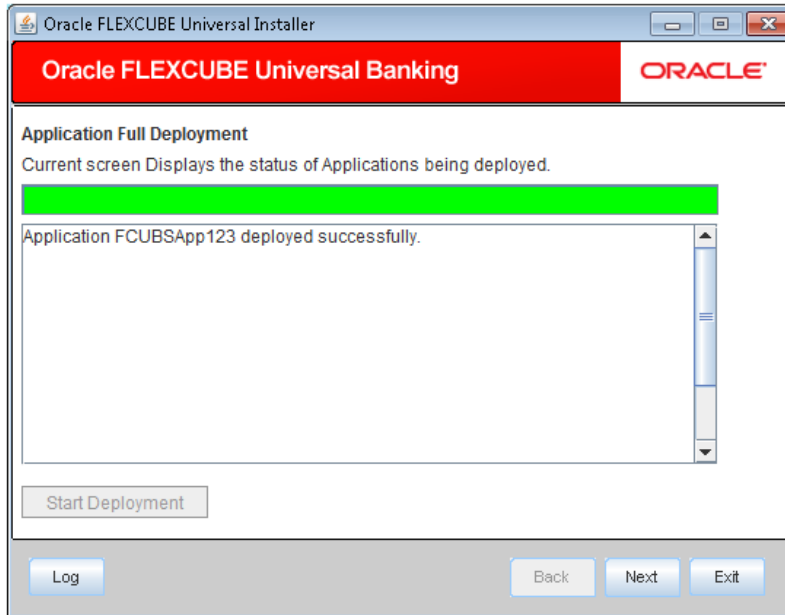 Oracle FLEXCUBE Universal Installer
Oracle FLEXCUBE Universal Banking
ORACLE
Application Full Deployment
Current screen Displays the status of Applications being deployed.
Application FCUBSApp123 deployed successfully.
Start Deployment
Log
Back
Next
Exit